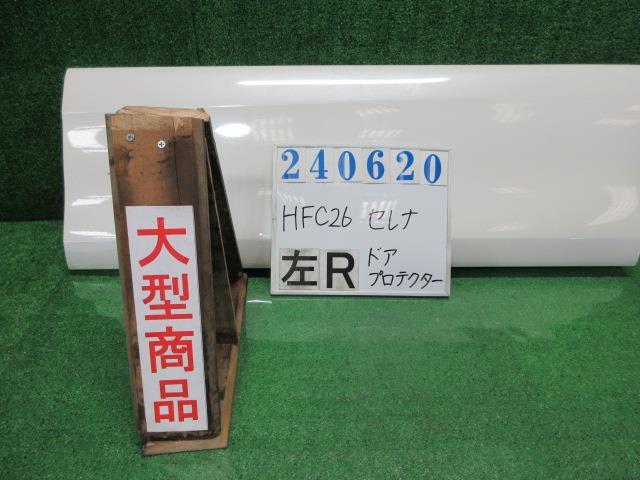 240620
HFC26 セレナ
左R ドア
プロテクター
大型商品